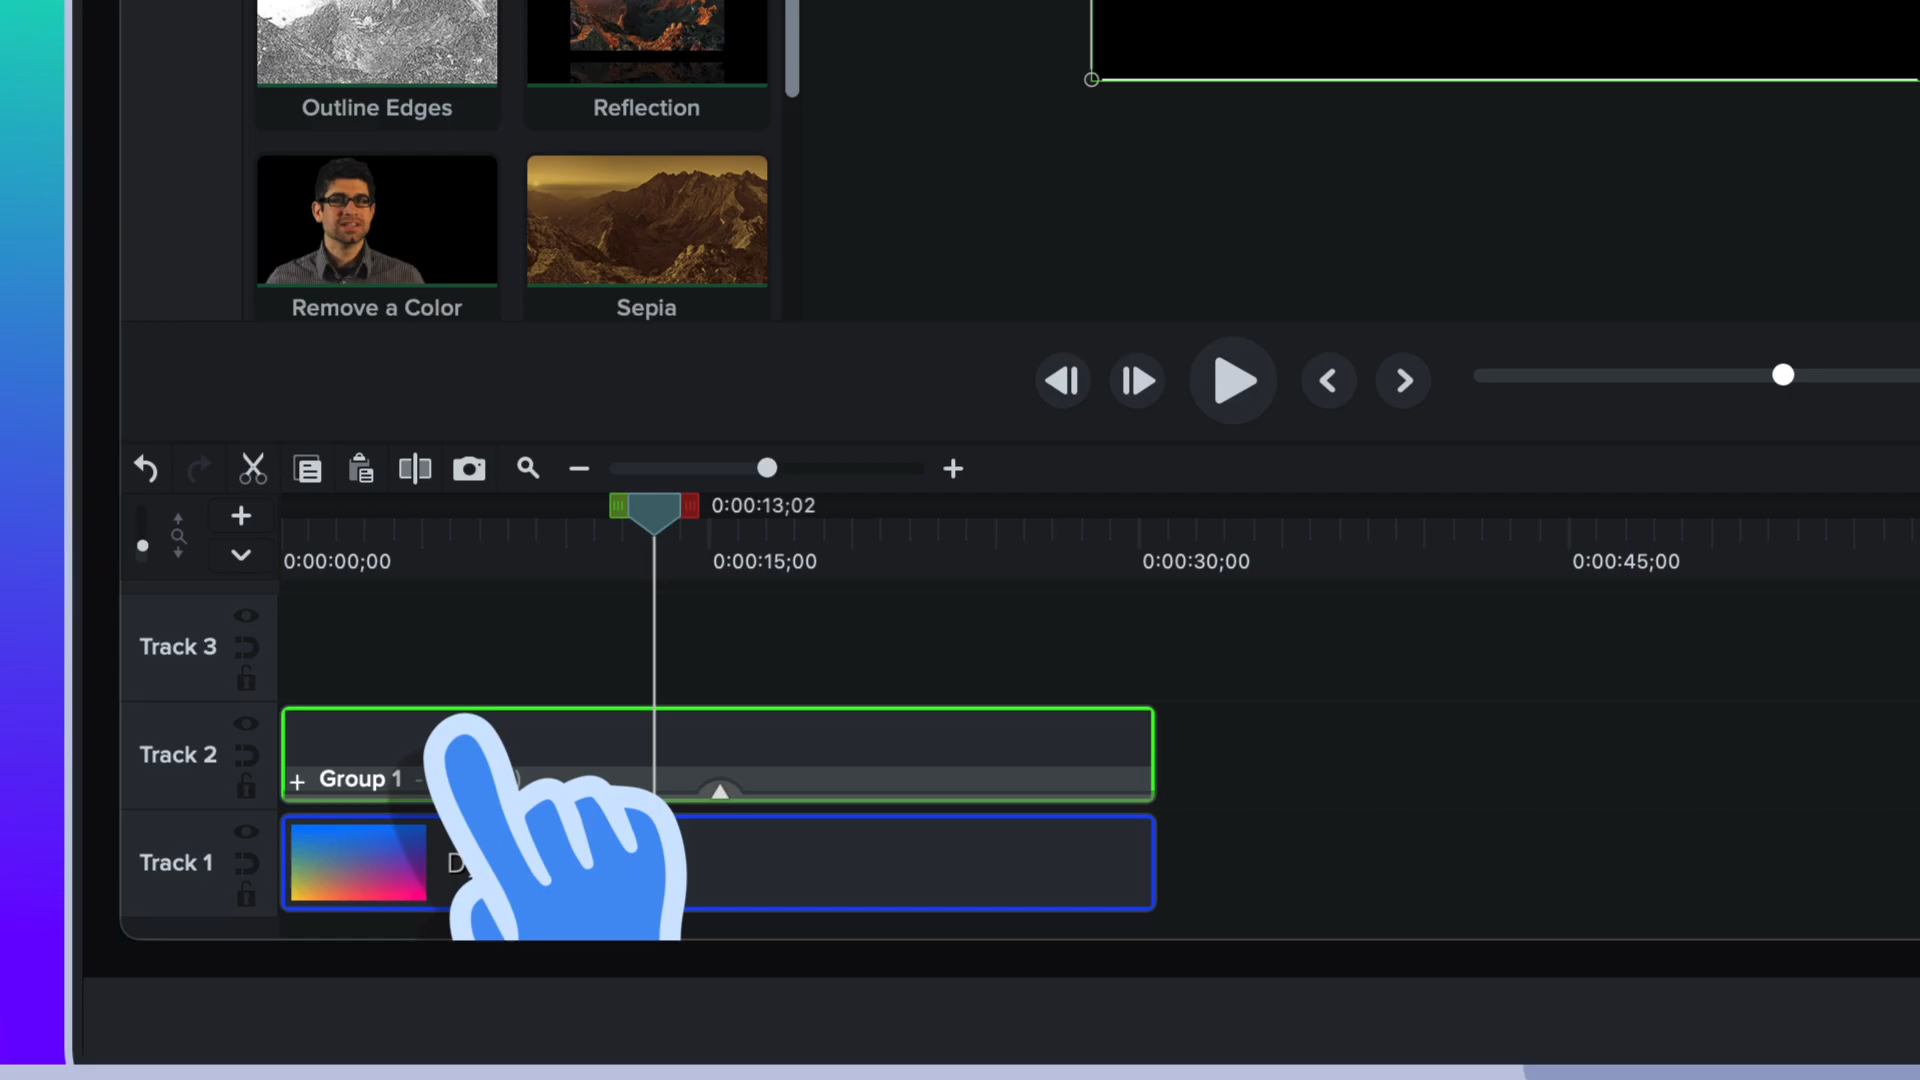 Outline Edges
Reflection
Remove a Color
Sepia
0:00:13;02
0:00:00;00
0:00:15;00
0:00:30;00
0:00:45;00
Track 3
Track 2
+ Group 1 -
Track 1